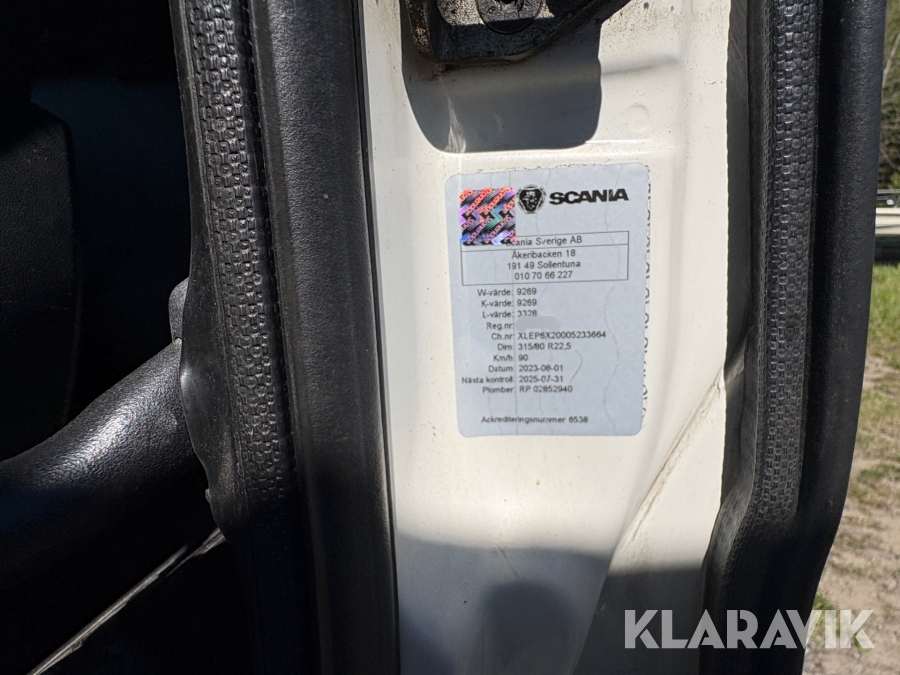 SCANIA
Scania Sverige AB
Åkeribacken 18
191 49 Sollentuna
010 70 66 227
W-värde: 9269
K-värde: 9269
L-värde: 3328
Reg.nr:
Ch.nr: XLEP6X20005233664
Dim: 315/80 R22,5
Km/h: 90
Datum: 2023-08-01
Nästa kontroll: 2025-07-31
Plomber: RP 02852940
Ackrediteringsnummer 6538
KLARAVIK